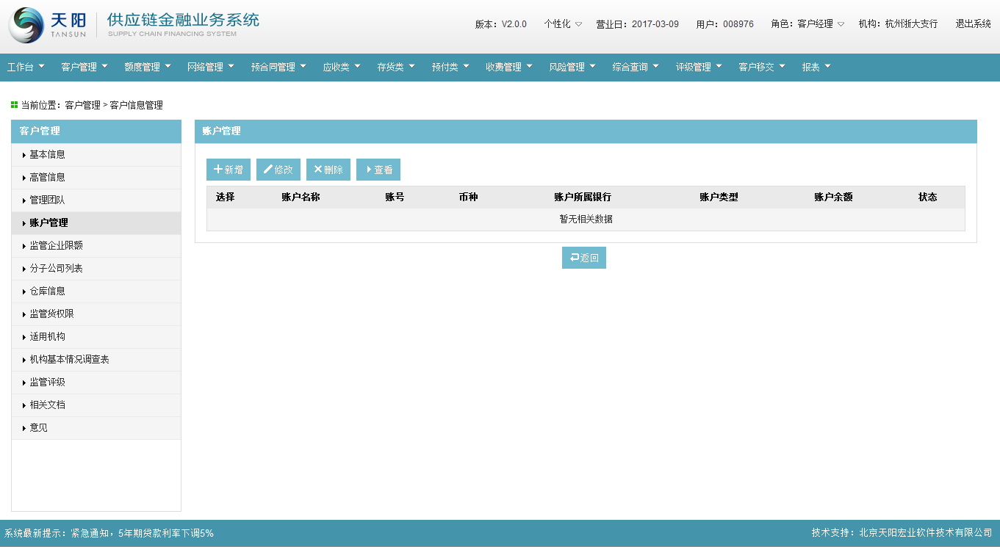 天阳 TANSUN 供应链金融业务系统
SUPPLY CHAIN FINANCING SYSTEM
版本：V2.0.0 个性化 营业日：2017-03-09 用户：008976 角色：客户经理 机构：杭州浙大支行 退出系统
工作台 客户管理 额度管理 网络管理 预合同管理 应收类 存货类 预付类 收费管理 风险管理 综合查询 评级管理 客户移交 报表
当前位置：客户管理 > 客户信息管理
客户管理
基本信息
高管信息
管理团队
账户管理
监管企业限额
分子公司列表
仓库信息
监管货权限
适用机构
机构基本情况调查表
监管评级
相关文档
意见
账户管理
新增 修改 删除 查看
选择 账户名称 账号 币种 账户所属银行 账户类型 账户余额 状态
暂无相关数据
返回
系统最新提示：紧急通知，5年期贷款利率下调5%
技术支持：北京天阳宏业软件技术有限公司